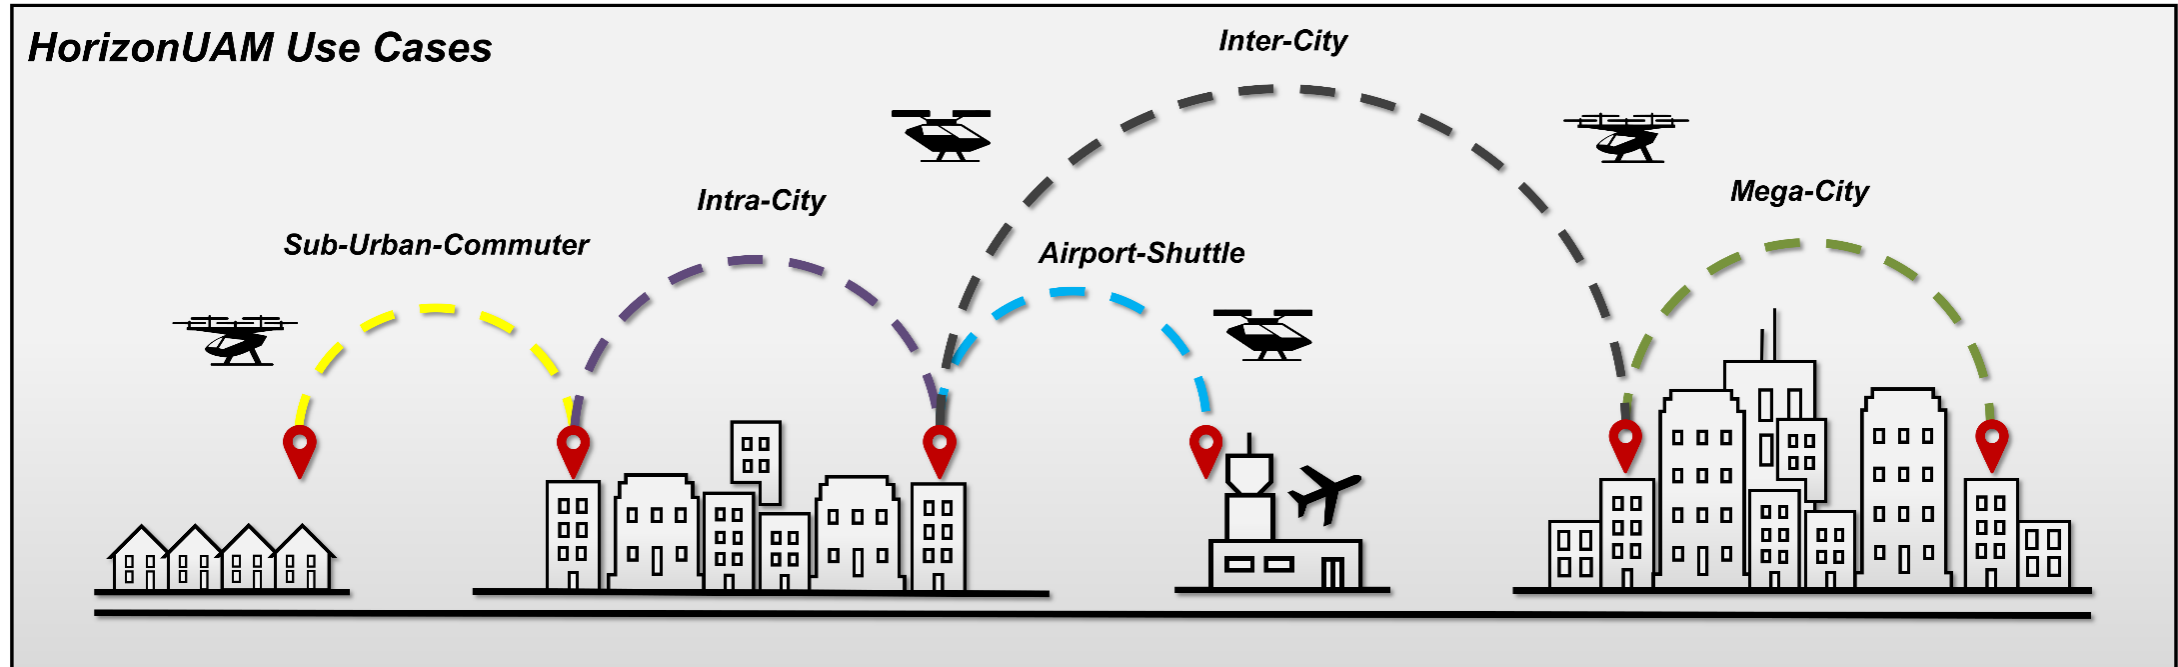 HorizonUAM Use Cases
Inter-City
Intra-City
Mega-City
Sub-Urban-Commuter
Airport-Shuttle